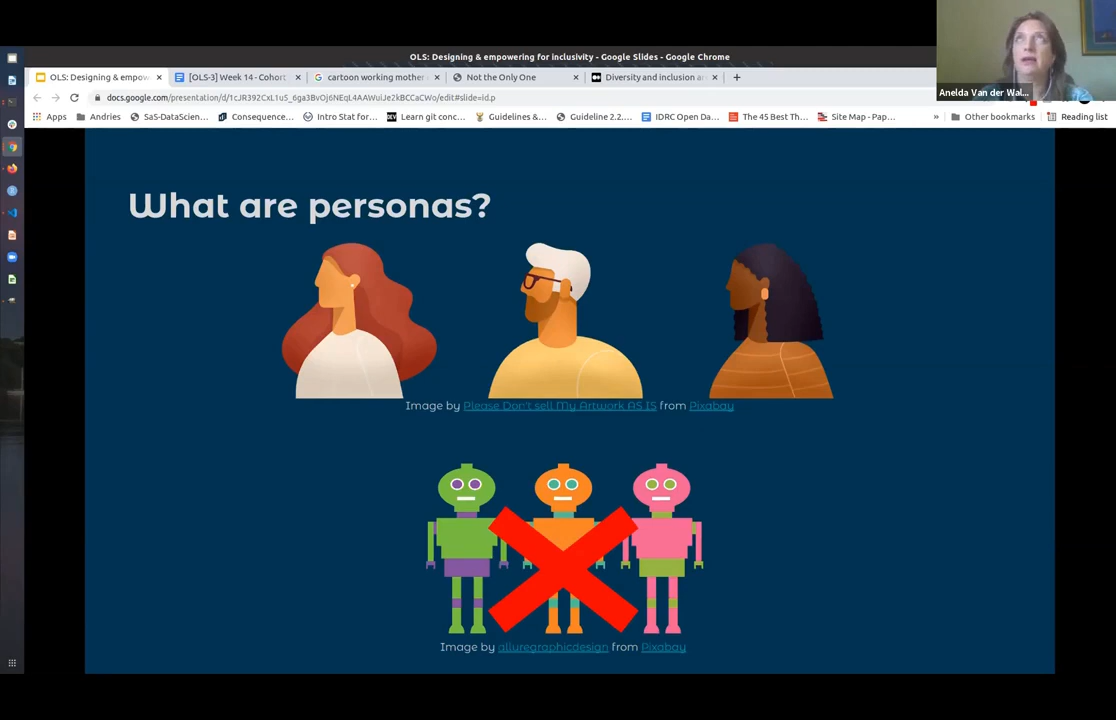 OLS: Designing & empowering for inclusivity - Google Slides - Google Chrome
OLS: Designing & empow
[OLS-3] Week 14 - Cohort
cartoon working mother
Not the Only One
Diversity and inclusion a
Anelda Van der Wal...
docs.google.com/presentation/d/
Apps
Andries
SaS-DataScien...
Consequence...
Intro Stat for...
Learn git conc...
Guidelines &...
Guideline 2.2....
IDRC Open Da...
The 45 Best Th...
Site Map - Pap...
»
Other bookmarks
Reading list
What are personas?
Image by Please Don't sell My Artwork AS IS from Pixabay
Image by alluregraphicdesign from Pixabay